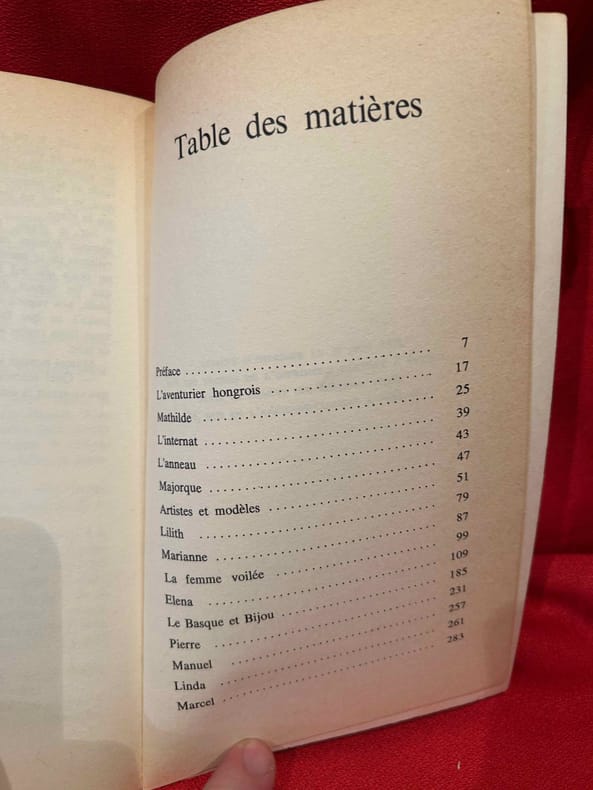 Table des matières
Préface .............................. 7
L'aventurier hongrois .................... 17
Mathilde .............................. 25
L'internat .............................. 39
L'anneau .............................. 43
Majorque .............................. 47
Artistes et modèles .................... 51
Lilith .............................. 79
Marianne .............................. 87
La femme voilée .................... 99
Elena .............................. 109
Le Basque et Bijou .................... 185
Pierre .............................. 231
Manuel .............................. 257
Linda .............................. 261
Marcel .............................. 283